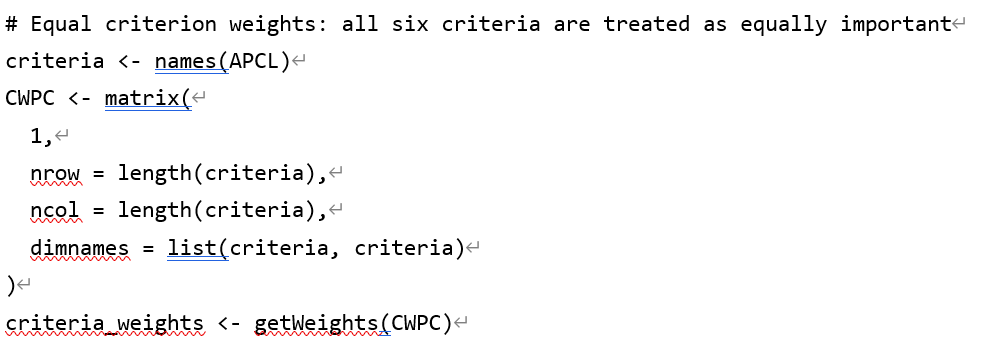 # Equal criterion weights: all six criteria are treated as equally important
criteria <- names(APCL)
CWPC <- matrix(
  1,
  nrow = length(criteria),
  ncol = length(criteria),
  dimnames = list(criteria, criteria)
)
criteria_weights <- getWeights(CWPC)